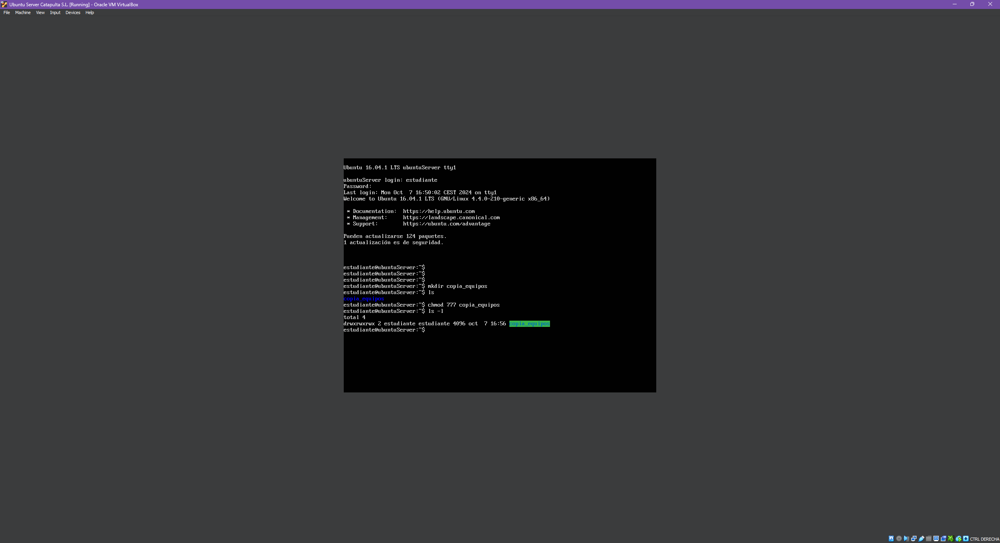 Ubuntu Server Catapulta S.L. [Running] - Oracle VM VirtualBox
File Machine View Input Devices Help
Ubuntu 16.04.1 LTS ubuntuServer tty1
ubuntuServer login: estudiante
Password:
Last login: Mon Oct  7 16:50:02 CEST 2024 on tty1
Welcome to Ubuntu 16.04.1 LTS (GNU/Linux 4.4.0-210-generic x86_64)
* Documentation:  https://help.ubuntu.com
* Management:     https://landscape.canonical.com
* Support:        https://ubuntu.com/advantage
Pueden actualizarse 124 paquetes.
1 actualización es de seguridad.
estudiante@ubuntuServer:~$
estudiante@ubuntuServer:~$
estudiante@ubuntuServer:~$
estudiante@ubuntuServer:~$ mkdir copia_equipos
estudiante@ubuntuServer:~$ ls
copia_equipos
estudiante@ubuntuServer:~$ chmod 777 copia_equipos
estudiante@ubuntuServer:~$ ls -l
total 4
drwxrwxrwx 2 estudiante estudiante 4096 oct  7 16:56 copia_equipos
estudiante@ubuntuServer:~$
CTRL DERECHA